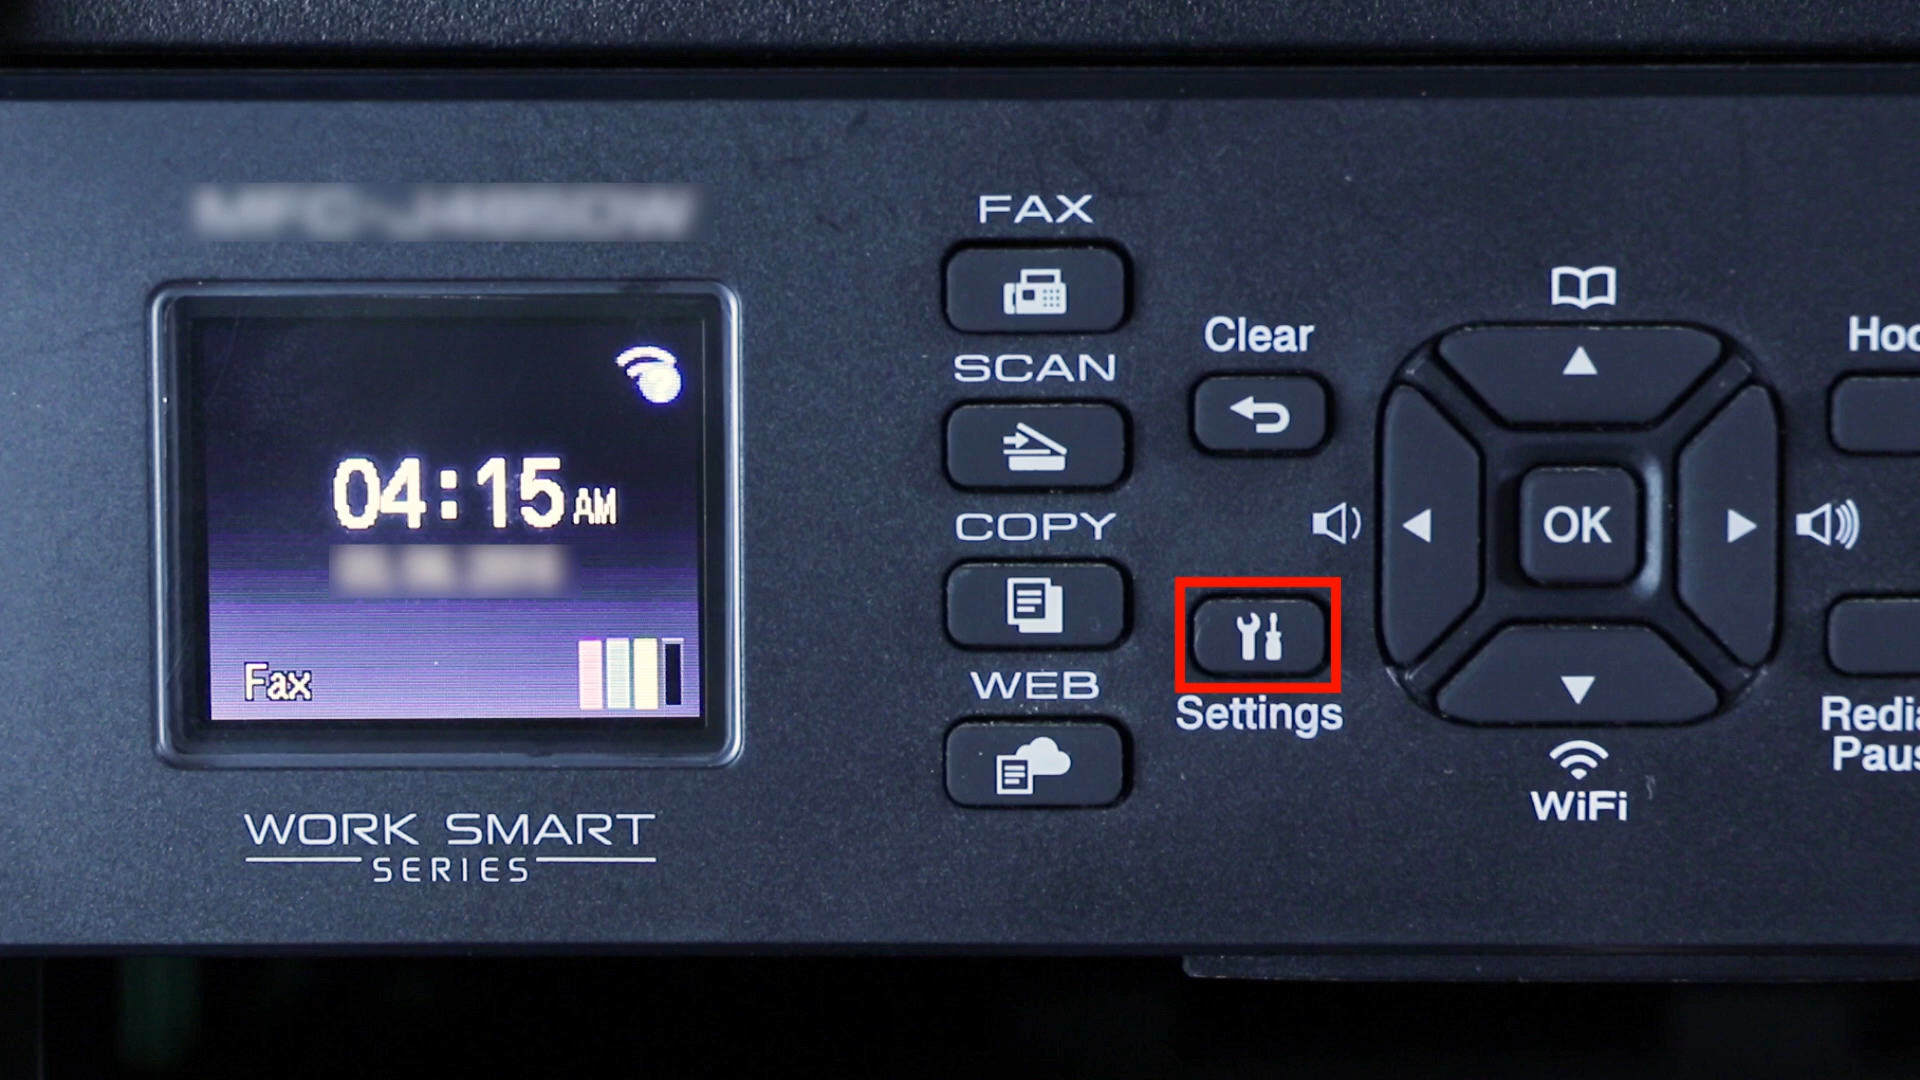 FAX
SCAN
COPY
WEB
Clear
Settings
OK
WiFi
04:15 AM
Fax
WORK SMART
SERIES